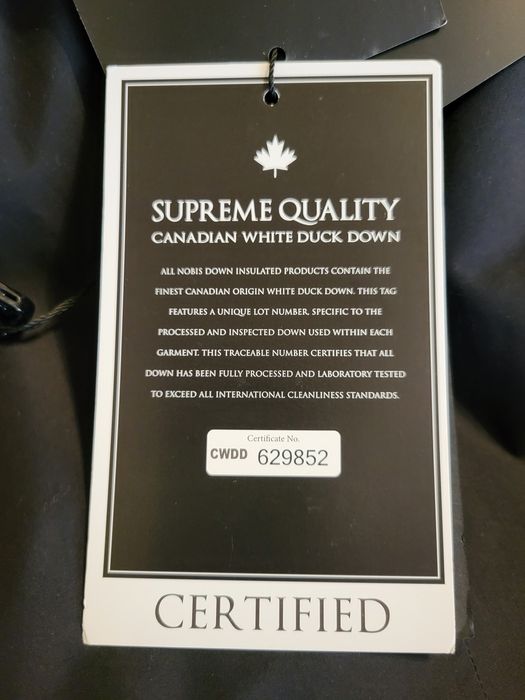 SUPREME QUALITY
CANADIAN WHITE DUCK DOWN
ALL NOBIS DOWN INSULATED PRODUCTS CONTAIN THE
FINEST CANADIAN ORIGIN WHITE DUCK DOWN. THIS TAG
FEATURES A UNIQUE LOT NUMBER, SPECIFIC TO THE
PROCESSED AND INSPECTED DOWN USED WITHIN EACH
GARMENT. THIS TRACEABLE NUMBER CERTIFIES THAT ALL
DOWN HAS BEEN FULLY PROCESSED AND LABORATORY TESTED
TO EXCEED ALL INTERNATIONAL CLEANLINESS STANDARDS.
Certificate No.
CWDD 629852
CERTIFIED